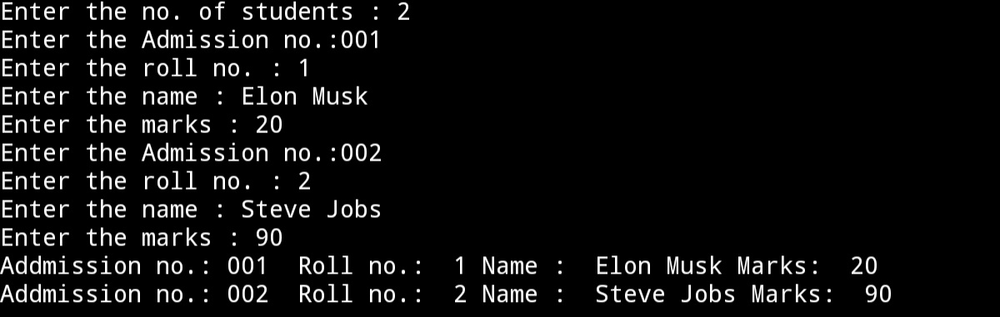 Enter the no. of students : 2
Enter the Admission no.:001
Enter the roll no. : 1
Enter the name : Elon Musk
Enter the marks : 20
Enter the Admission no.:002
Enter the roll no. : 2
Enter the name : Steve Jobs
Enter the marks : 90
Addmission no.: 001  Roll no.:  1 Name :  Elon Musk Marks:  20
Addmission no.: 002  Roll no.:  2 Name :  Steve Jobs Marks:  90